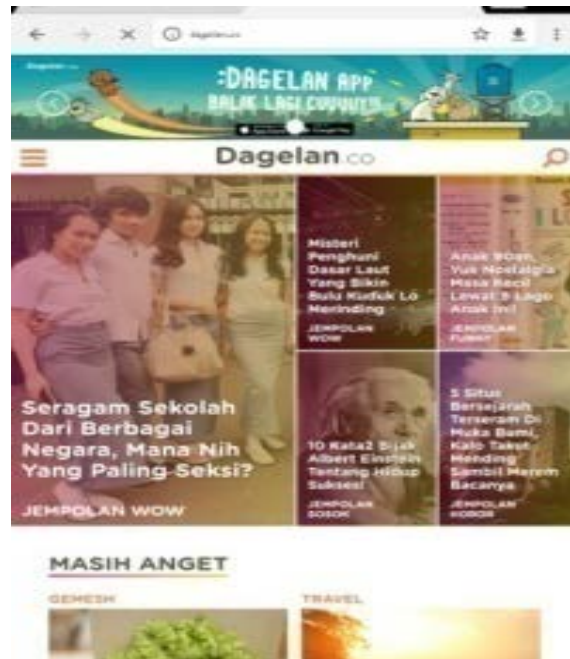 dagelan.co
:DAGELAN APP
BALIK LAGI CUYUUY!!!
Dagelan.co
Seragam Sekolah
Dari Berbagai
Negara, Mana Nih
Yang Paling Seksi?
JEMPOLAN WOW
Misteri
Penghuni
Dasar Laut
Yang Bikin
Bulu Kuduk Lo
Merinding
JEMPOLAN
WOW
Anak 90an,
Yuk Nostalgia
Masa Kecil
Lewat 5 Lagu
Anak Ini!
JEMPOLAN
FUNNY
10 Kata2 Bijak
Albert Einstein
Tentang Hidup
Sukses!
JEMPOLAN
SOSOK
5 Situs
Bersejarah
Terseram Di
Muka Bumi,
Kalo Takut
Mending
Sambil Merem
Bacanya
JEMPOLAN
HOROR
MASIH ANGET
GEMESH
TRAVEL